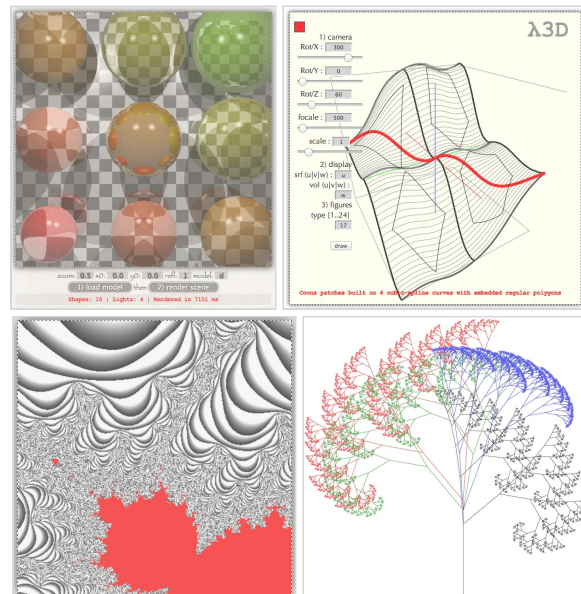 zoom: 0.5 x0: 0.0 y0: 0.0 refl: 1 model: d
1) load model then 2) render scene
Shapes: 10 | Lights: 4 | Rendered in 7151 ms
λ3D
1) camera
Rot/X : 300
Rot/Y : 0
Rot/Z : 60
focale : 500
scale : 1
2) display
srf (u|v|w) : u
vol (u|v|w) :
w
3) figures
type [1..24]
17
draw
Coons patches built on 6 cubic-spline curves with embedded regular polygons